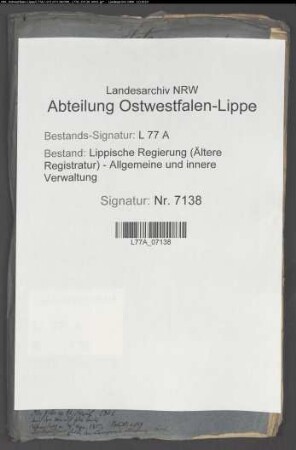 Landesarchiv NRW
Abteilung Ostwestfalen-Lippe
Bestands-Signatur: L 77 A
Bestand: Lippische Regierung (Ältere
Registratur) - Allgemeine und innere
Verwaltung
Signatur: Nr. 7138
L77A_07138